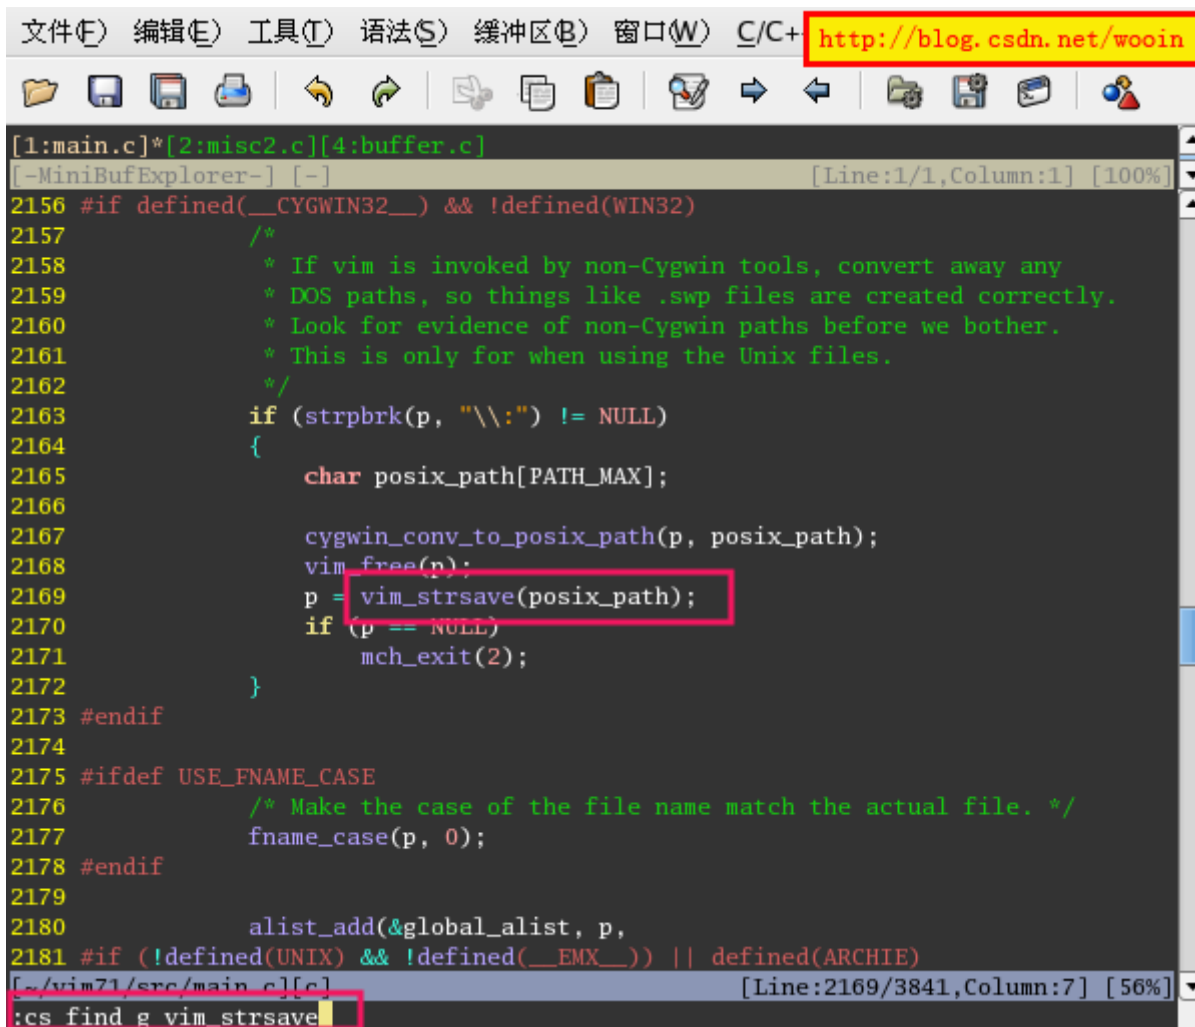 文件(F) 编辑(E) 工具(T) 语法(S) 缓冲区(B) 窗口(W) C/C+
http://blog.csdn.net/wooin
[1:main.c]*[2:misc2.c][4:buffer.c]
[-MiniBufExplorer-] [-] [Line:1/1,Column:1] [100%]
2156 #if defined(__CYGWIN32__) && !defined(WIN32)
2157 /*
2158 * If vim is invoked by non-Cygwin tools, convert away any
2159 * DOS paths, so things like .swp files are created correctly.
2160 * Look for evidence of non-Cygwin paths before we bother.
2161 * This is only for when using the Unix files.
2162 */
2163 if (strpbrk(p, "\\:") != NULL)
2164 {
2165 char posix_path[PATH_MAX];
2166
2167 cygwin_conv_to_posix_path(p, posix_path);
2168 vim_free(p);
2169 p = vim_strsave(posix_path);
2170 if (p == NULL)
2171 mch_exit(2);
2172 }
2173 #endif
2174
2175 #ifdef USE_FNAME_CASE
2176 /* Make the case of the file name match the actual file. */
2177 fname_case(p, 0);
2178 #endif
2179
2180 alist_add(&global_alist, p,
2181 #if (!defined(UNIX) && !defined(__EMX__)) || defined(ARCHIE)
[~/vim71/src/main.c][c] [Line:2169/3841,Column:7] [56%]
:cs find g vim_strsave